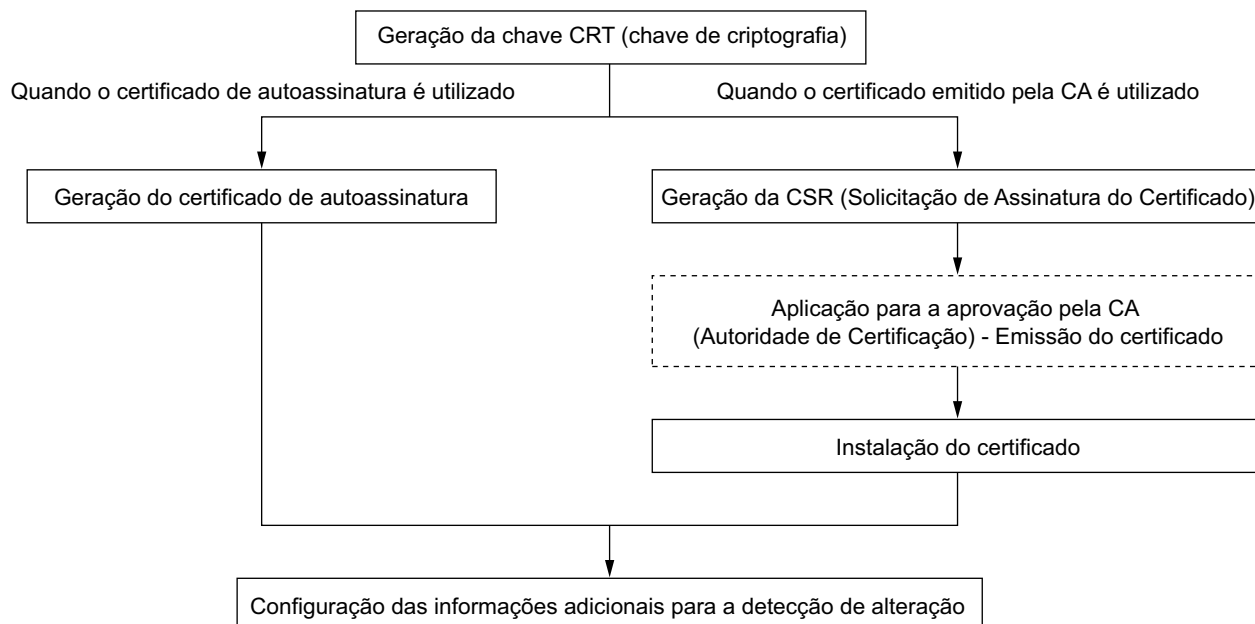 Geração da chave CRT (chave de criptografia)
Quando o certificado de autoassinatura é utilizado
Quando o certificado emitido pela CA é utilizado
Geração do certificado de autoassinatura
Geração da CSR (Solicitação de Assinatura do Certificado)
Aplicação para a aprovação pela CA
(Autoridade de Certificação) - Emissão do certificado
Instalação do certificado
Configuração das informações adicionais para a detecção de alteração